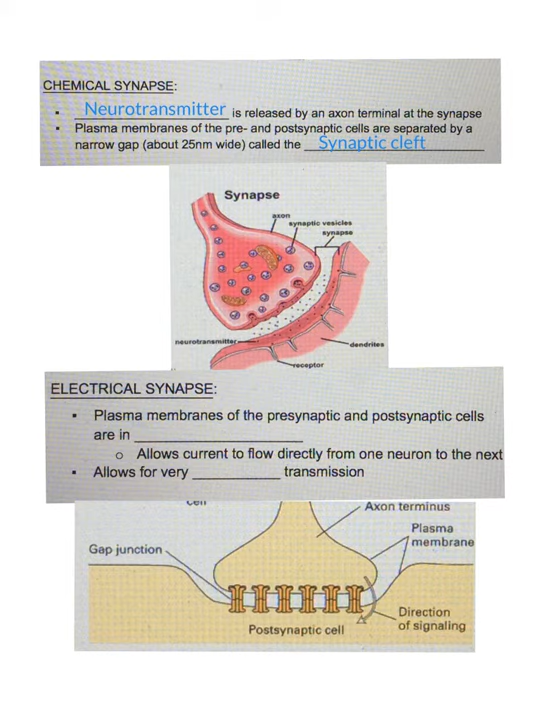 CHEMICAL SYNAPSE:
▪ Neurotransmitter is released by an axon terminal at the synapse
▪ Plasma membranes of the pre- and postsynaptic cells are separated by a
narrow gap (about 25nm wide) called the Synaptic cleft
Synapse
axon
synaptic vesicles
synapse
neurotransmitter
dendrites
receptor
ELECTRICAL SYNAPSE:
▪ Plasma membranes of the presynaptic and postsynaptic cells
are in ____________________
o Allows current to flow directly from one neuron to the next
▪ Allows for very ____________ transmission
cell
Axon terminus
Plasma
membrane
Gap junction
Direction
of signaling
Postsynaptic cell